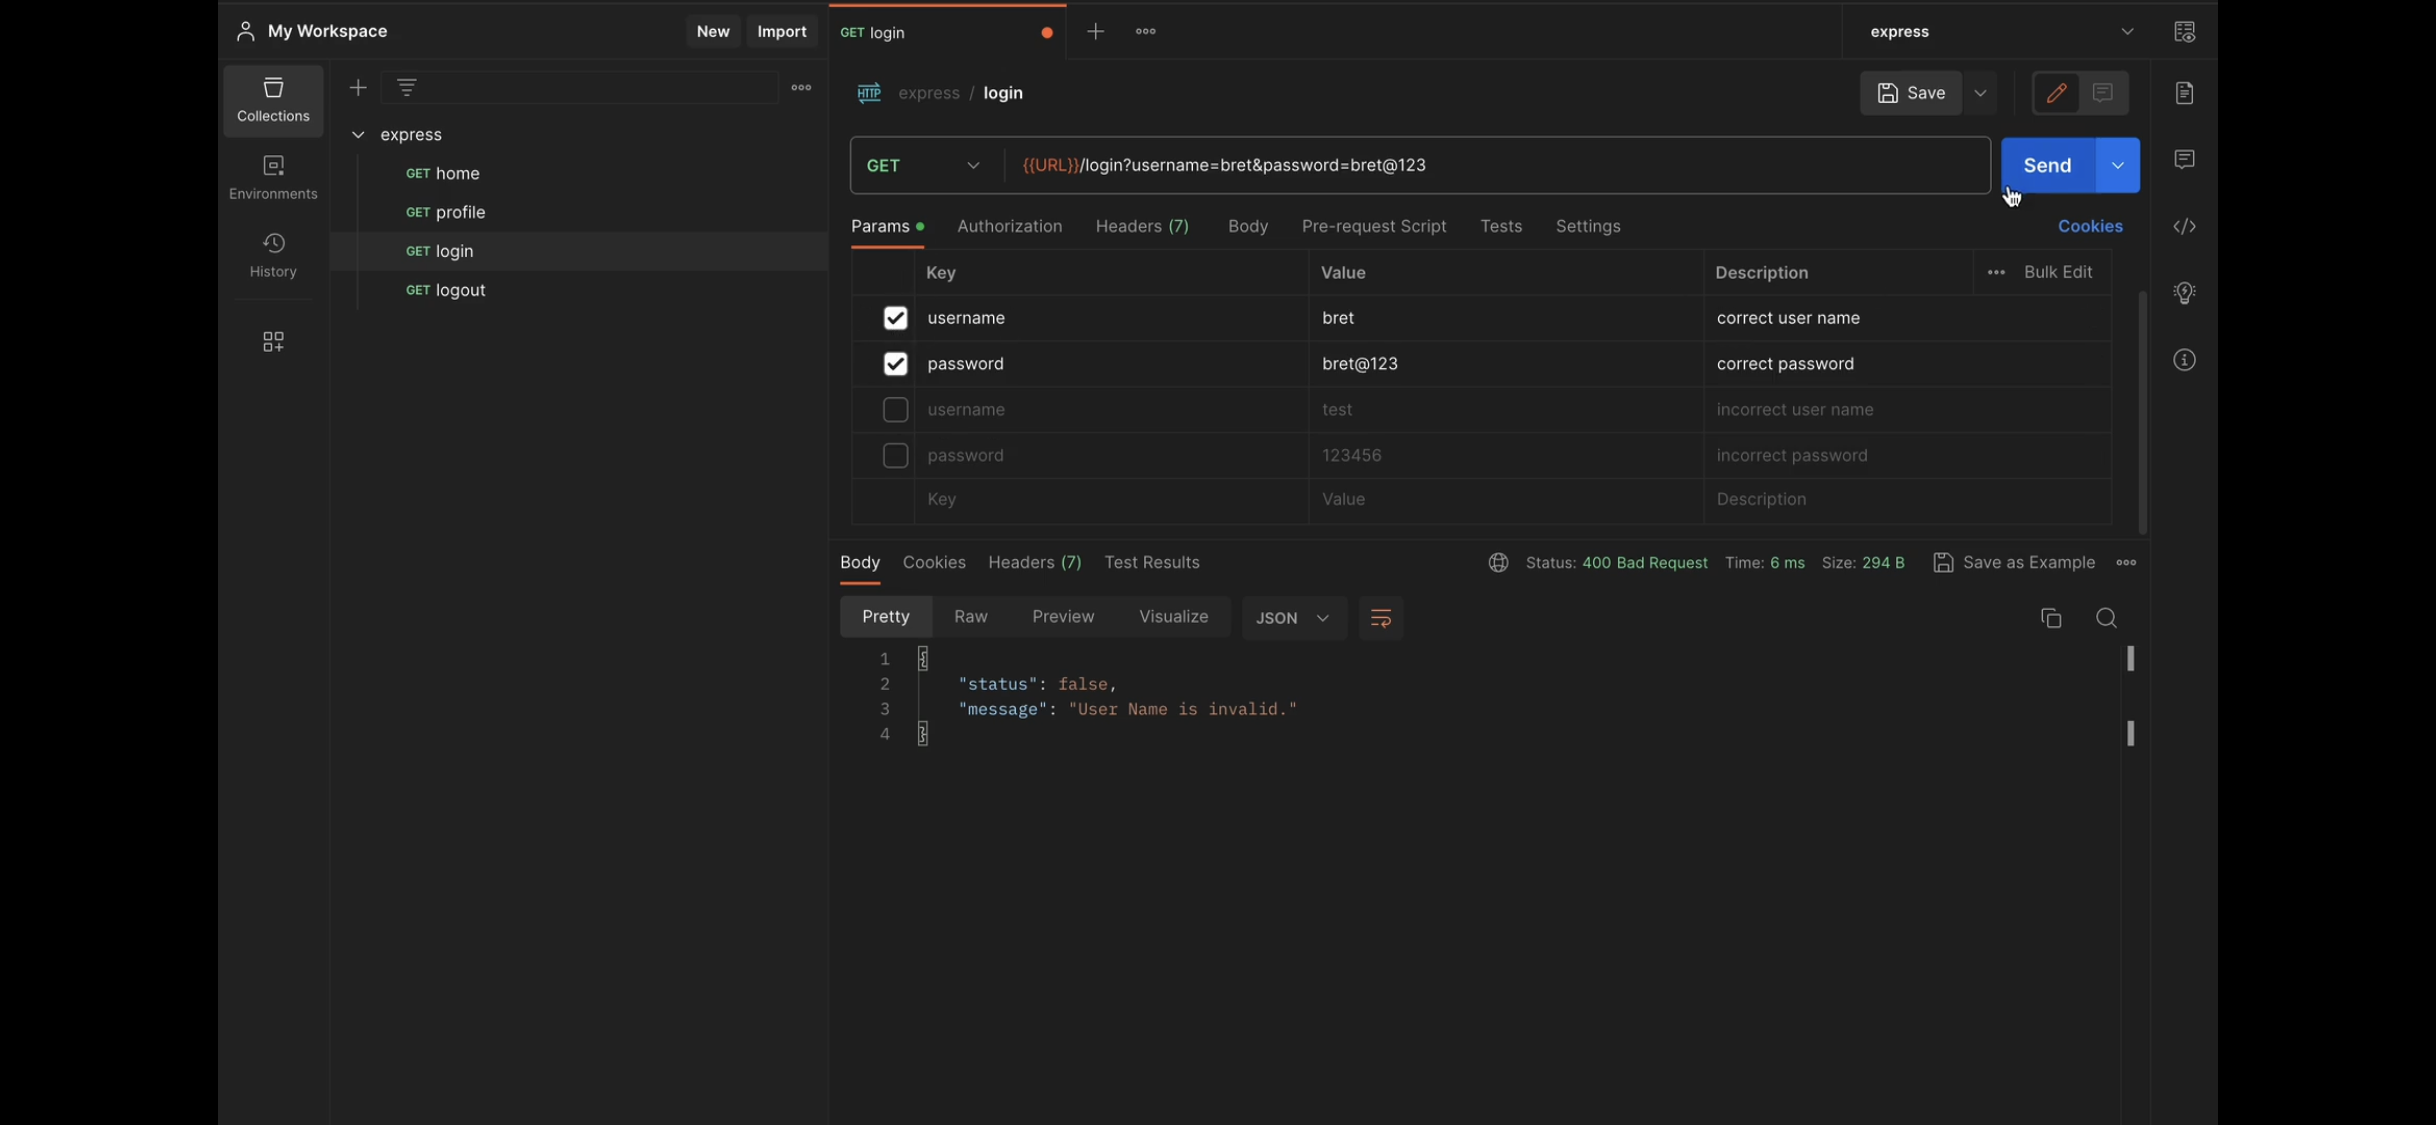 My Workspace
New
Import
GET login
express
Collections
Environments
History
express
GET home
GET profile
GET login
GET logout
HTTP
express / login
Save
GET
{{URL}}/login?username=bret&password=bret@123
Send
Params
Authorization
Headers (7)
Body
Pre-request Script
Tests
Settings
Cookies
Key
Value
Description
Bulk Edit
username
bret
correct user name
password
bret@123
correct password
username
test
incorrect user name
password
123456
incorrect password
Key
Value
Description
Body
Cookies
Headers (7)
Test Results
Status: 400 Bad Request
Time: 6 ms
Size: 294 B
Save as Example
Pretty
Raw
Preview
Visualize
JSON
1 {
2 "status": false,
3 "message": "User Name is invalid."
4 }